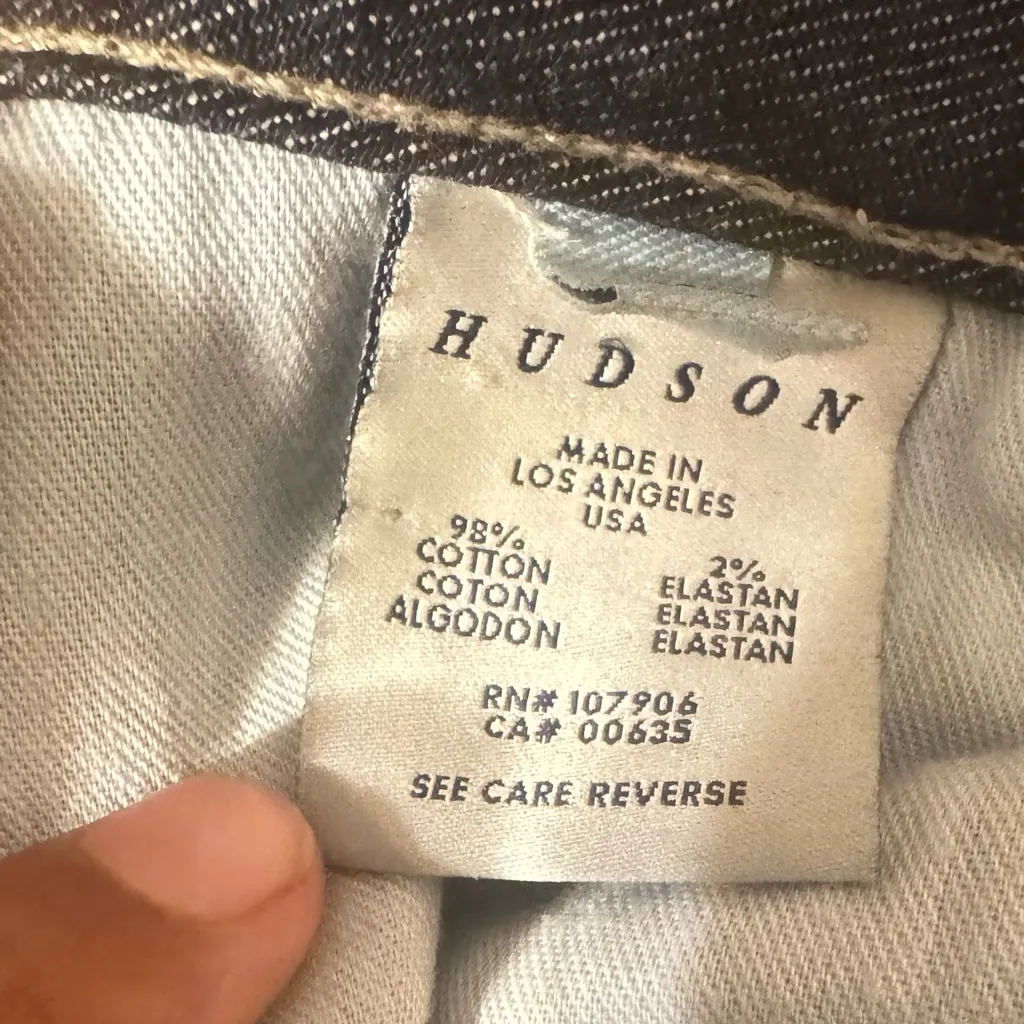 HUDSON
MADE IN
LOS ANGELES
USA
98%
COTTON
COTON
ALGODON
2%
ELASTAN
ELASTAN
ELASTAN
RN# 107906
CA# 00635
SEE CARE REVERSE